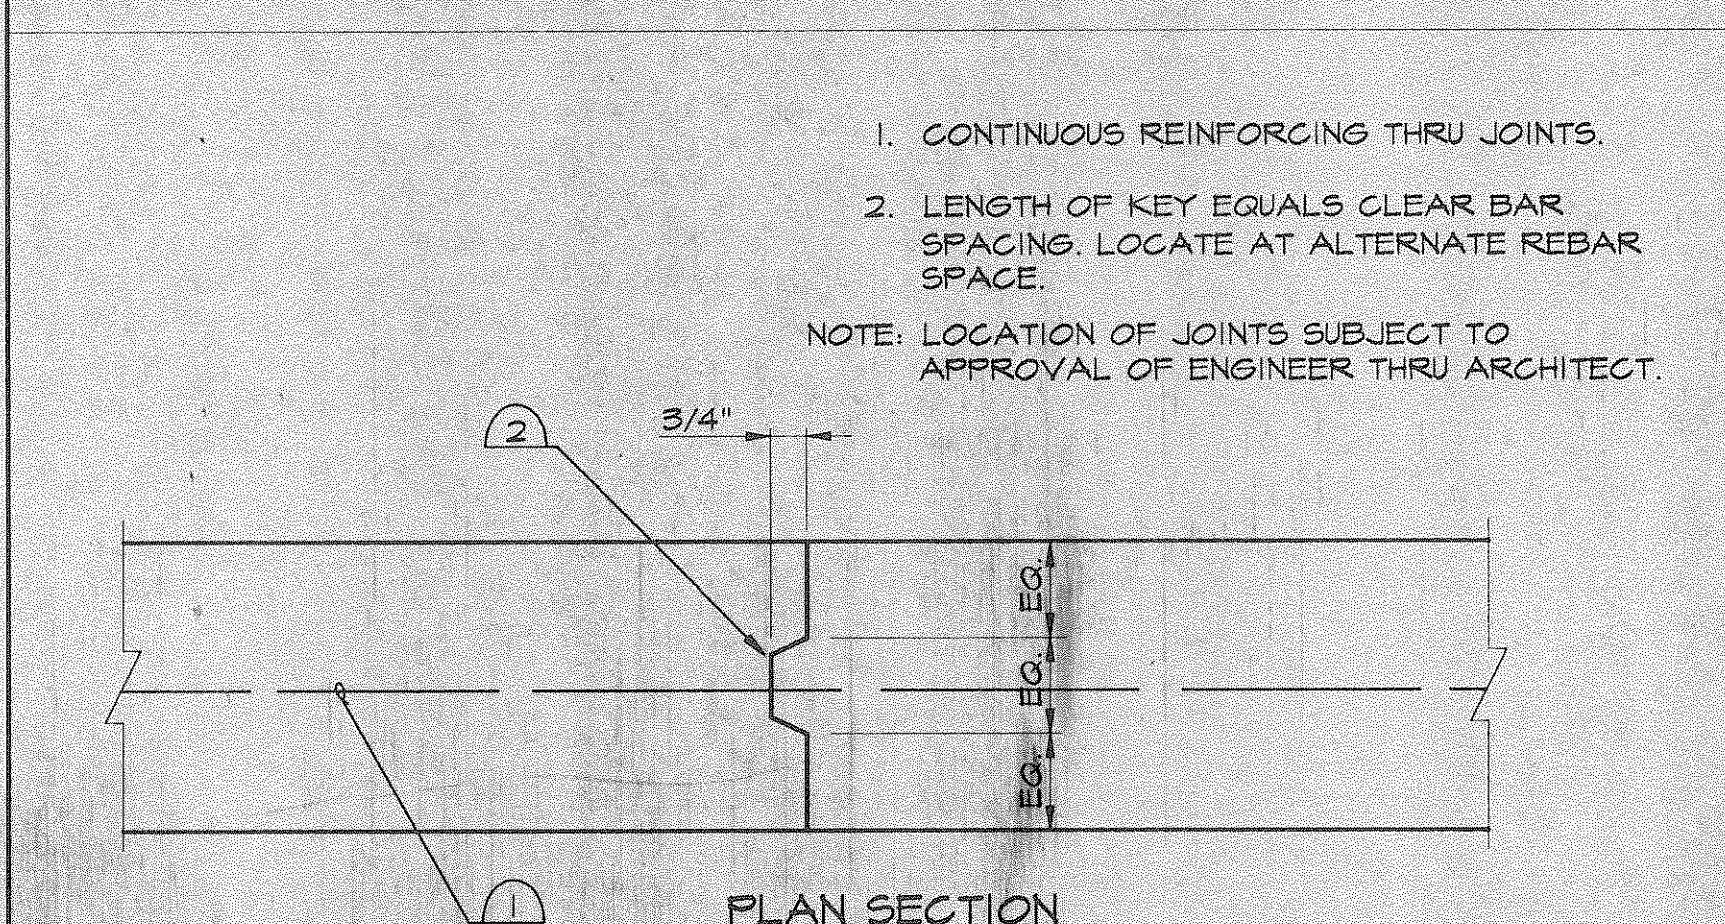 1. CONTINUOUS REINFORCING THRU JOINTS.
2. LENGTH OF KEY EQUALS CLEAR BAR
SPACING. LOCATE AT ALTERNATE REBAR
SPACE.
NOTE: LOCATION OF JOINTS SUBJECT TO
APPROVAL OF ENGINEER THRU ARCHITECT.
2
3/4"
EQ.
EQ.
EQ.
1
PLAN SECTION